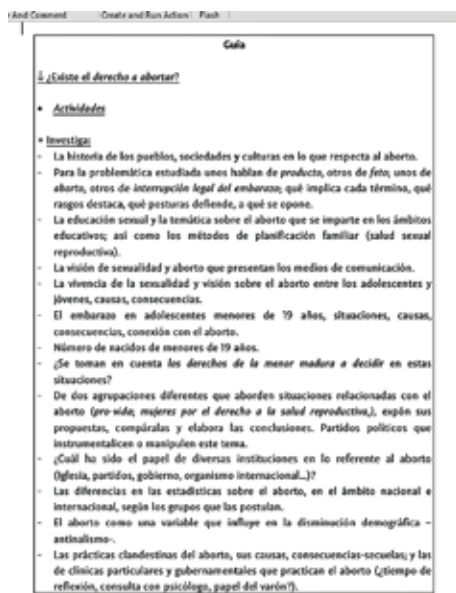 And Comment Create and Run Action Flash
Guía
¿Existe el derecho a abortar?
• Actividades
• Investiga:
- La historia de los pueblos, sociedades y culturas en lo que respecta al aborto.
- Para la problemática estudiada unos hablan de producto, otros de feto; unos de
aborto, otros de interrupción legal del embarazo; qué implica cada término, qué
rasgos destaca, qué posturas defiende, a qué se opone.
- La educación sexual y la temática sobre el aborto que se imparte en los ámbitos
educativos; así como los métodos de planificación familiar (salud sexual
reproductiva).
- La visión de sexualidad y aborto que presentan los medios de comunicación.
- La vivencia de la sexualidad y visión sobre el aborto entre los adolescentes y
jóvenes, causas, consecuencias.
- El embarazo en adolescentes menores de 19 años, situaciones, causas,
consecuencias, conexión con el aborto.
- Número de nacidos de menores de 19 años.
- ¿Se toman en cuenta los derechos de la menor madura a decidir en estas
situaciones?
- De dos agrupaciones diferentes que aborden situaciones relacionadas con el
aborto (pro-vida; mujeres por el derecho a la salud reproductiva,), expón sus
propuestas, compáralas y elabora las conclusiones. Partidos políticos que
instrumentalicen o manipulen este tema.
- ¿Cuál ha sido el papel de diversas instituciones en lo referente al aborto
(Iglesia, partidos, gobierno, organismo internacional...)?
- Las diferencias en las estadísticas sobre el aborto, en el ámbito nacional e
internacional, según los grupos que las postulan.
- El aborto como una variable que influye en la disminución demográfica –
antinalismo-.
- Las prácticas clandestinas del aborto, sus causas, consecuencias-secuelas; y las
de clínicas particulares y gubernamentales que practican el aborto (¿tiempo de
reflexión, consulta con psicólogo, papel del varón?).